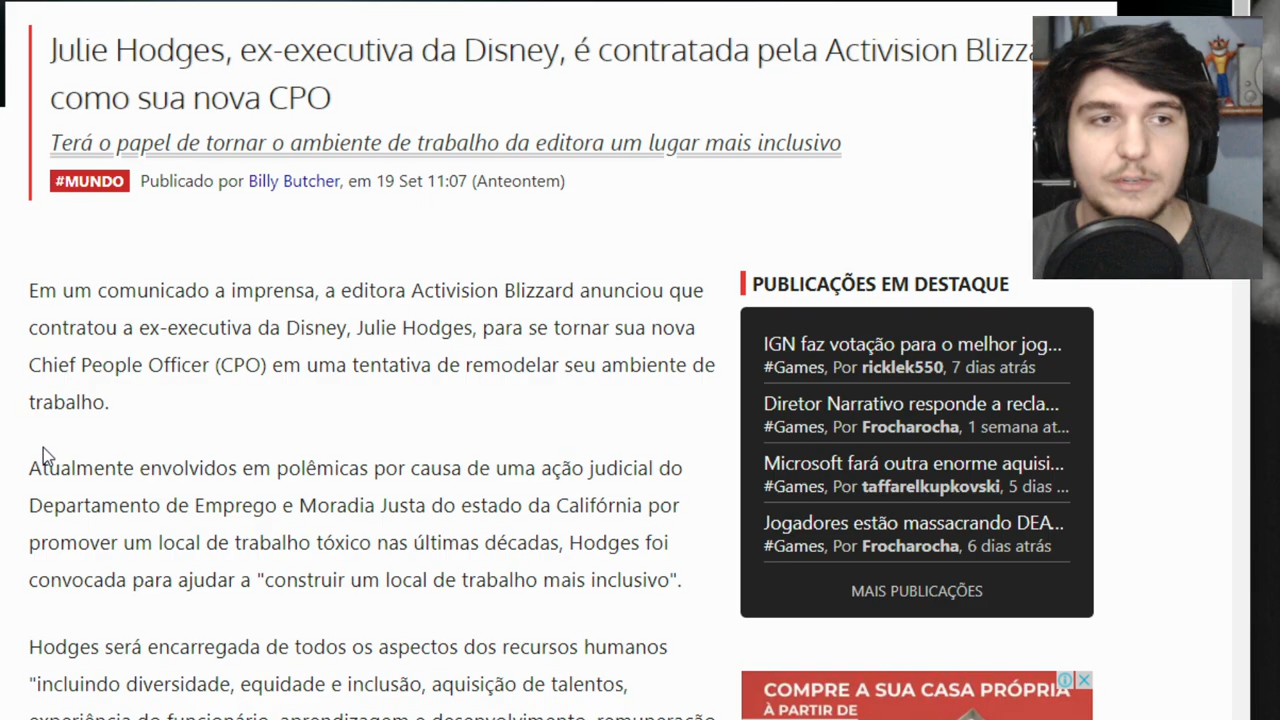 Julie Hodges, ex-executiva da Disney, é contratada pela Activision
como sua nova CPO
Terá o papel de tornar o ambiente de trabalho da editora um lugar mais inclusivo
#MUNDO Publicado por Billy Butcher, em 19 Set 11:07 (Anteontem)
Em um comunicado a imprensa, a editora Activision Blizzard anunciou que
contratou a ex-executiva da Disney, Julie Hodges, para se tornar sua nova
Chief People Officer (CPO) em uma tentativa de remodelar seu ambiente de
trabalho.
Atualmente envolvidos em polêmicas por causa de uma ação judicial do
Departamento de Emprego e Moradia Justa do estado da Califórnia por
promover um local de trabalho tóxico nas últimas décadas, Hodges foi
convocada para ajudar a "construir um local de trabalho mais inclusivo".
Hodges será encarregada de todos os aspectos dos recursos humanos
"incluindo diversidade, equidade e inclusão, aquisição de talentos,
experiência do funcionário, aprendizagem e desenvolvimento, remuneração
PUBLICAÇÕES EM DESTAQUE
IGN faz votação para o melhor jog...
#Games, Por ricklek550, 7 dias atrás
Diretor Narrativo responde a recla...
#Games, Por Frocharocha, 1 semana at...
Microsoft fará outra enorme aquisi...
#Games, Por taffarelkupkovski, 5 dias ...
Jogadores estão massacrando DEA...
#Games, Por Frocharocha, 6 dias atrás
MAIS PUBLICAÇÕES
COMPRE A SUA CASA PRÓPRIA
À PARTIR DE